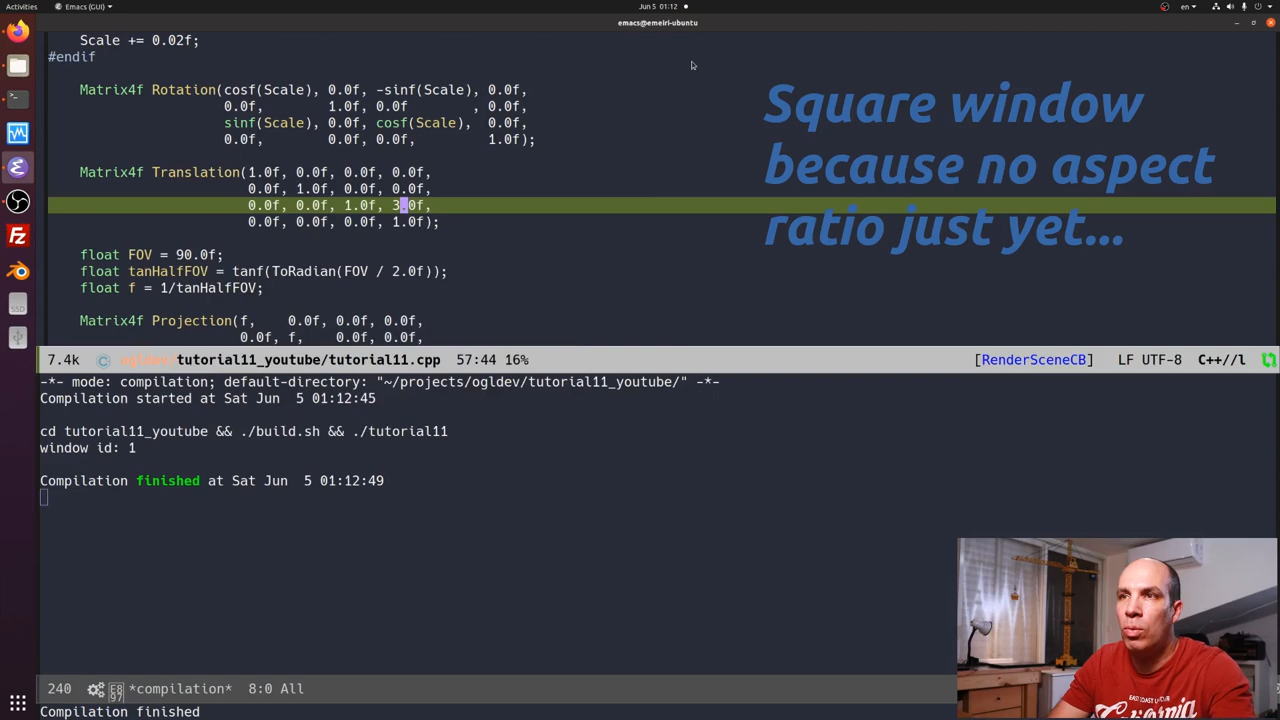 Activities
Emacs (GUI)
Jun 5 01:12
en
emacs@emeiri-ubuntu
Scale += 0.02f;
#endif
Matrix4f Rotation(cosf(Scale), 0.0f, -sinf(Scale), 0.0f,
0.0f, 1.0f, 0.0f , 0.0f,
sinf(Scale), 0.0f, cosf(Scale), 0.0f,
0.0f, 0.0f, 0.0f, 1.0f);
Matrix4f Translation(1.0f, 0.0f, 0.0f, 0.0f,
0.0f, 1.0f, 0.0f, 0.0f,
0.0f, 0.0f, 1.0f, 3.0f,
0.0f, 0.0f, 0.0f, 1.0f);
float FOV = 90.0f;
float tanHalfFOV = tanf(ToRadian(FOV / 2.0f));
float f = 1/tanHalfFOV;
Matrix4f Projection(f, 0.0f, 0.0f, 0.0f,
0.0f, f, 0.0f, 0.0f,
Square window
because no aspect
ratio just yet...
7.4k ogldev/tutorial11_youtube/tutorial11.cpp 57:44 16% [RenderSceneCB] LF UTF-8 C++//l
-*- mode: compilation; default-directory: "~/projects/ogldev/tutorial11_youtube/" -*-
Compilation started at Sat Jun 5 01:12:45
cd tutorial11_youtube && ./build.sh && ./tutorial11
window id: 1
Compilation finished at Sat Jun 5 01:12:49
240 *compilation* 8:0 All
Compilation finished
SSD
EAST COAST UP
California